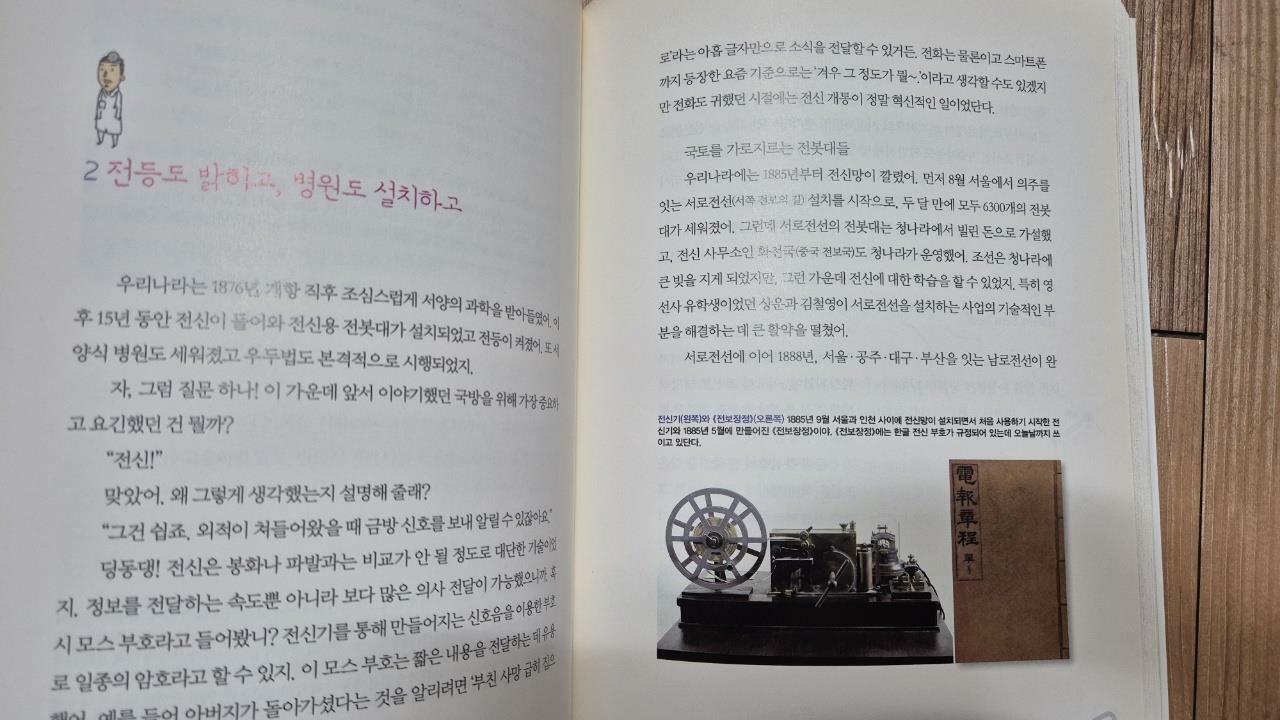 2 전등도 밝히고, 병원도 설치하고
우리나라는 1876년 개항 직후 조심스럽게 서양의 과학을 받아들였어. 이
후 15년 동안 전신이 들어와 전신용 전봇대가 설치되었고 전등이 켜졌어. 또 서
양식 병원도 세워졌고 우두법도 본격적으로 시행되었지.
자, 그럼 질문 하나! 이 가운데 앞서 이야기했던 국방을 위해 가장 중요하
고 요긴했던 건 뭘까?
“전신!”
맞았어. 왜 그렇게 생각했는지 설명해 줄래?
“그건 쉽죠. 외적이 쳐들어왔을 때 금방 신호를 보내 알릴 수 있잖아요.”
딩동댕! 전신은 봉화나 파발과는 비교가 안 될 정도로 대단한 기술이었
지. 정보를 전달하는 속도뿐 아니라 보다 많은 의사 전달이 가능했으니까. 혹
시 모스 부호라고 들어봤니? 전신기를 통해 만들어지는 신호음을 이용한 부호
로 일종의 암호라고 할 수 있지. 이 모스 부호는 짧은 내용을 전달하는 데 유용
했어. 예를 들어 아버지가 돌아가셨다는 것을 알리려면 ‘부친 사망 급히 집으
로’라는 아홉 글자만으로 소식을 전달할 수 있거든. 전화는 물론이고 스마트폰
까지 등장한 요즘 기준으로는 ‘겨우 그 정도가 뭘~.’이라고 생각할 수도 있겠지
만 전화도 귀했던 시절에는 전신 개통이 정말 혁신적인 일이었단다.
국토를 가로지르는 전봇대들
우리나라에는 1885년부터 전신망이 깔렸어. 먼저 8월 서울에서 의주를
잇는 서로전선(서쪽 전보의 길) 설치를 시작으로, 두 달 만에 모두 6300개의 전봇
대가 세워졌어. 그런데 서로전선의 전봇대는 청나라에서 빌린 돈으로 가설했
고, 전신 사무소인 화전국(중국 전보국)도 청나라가 운영했어. 조선은 청나라에
큰 빚을 지게 되었지만, 그런 가운데 전신에 대한 학습을 할 수 있었지. 특히 영
선사 유학생이었던 상운과 김철영이 서로전선을 설치하는 사업의 기술적인 부
분을 해결하는 데 큰 활약을 떨쳤어.
서로전선에 이어 1888년, 서울·공주·대구·부산을 잇는 남로전선이 완
전신기(왼쪽)와 《전보장정》(오른쪽) 1885년 9월 서울과 인천 사이에 전신망이 설치되면서 처음 사용하기 시작한 전
신기와 1885년 5월에 만들어진 《전보장정》이야. 《전보장정》에는 한글 전신 부호가 규정되어 있는데 오늘날까지 쓰
이고 있단다.
電報章程